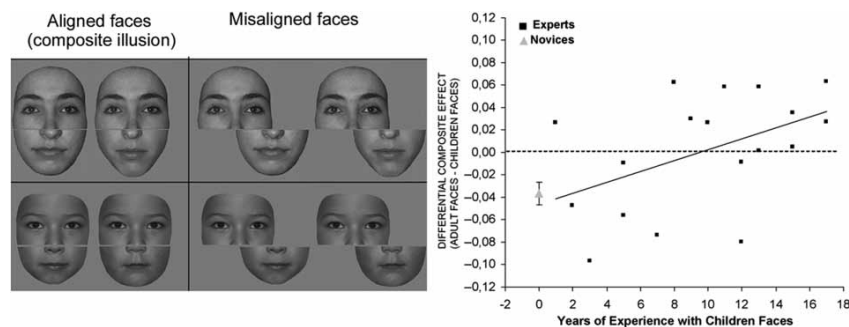 Aligned faces
(composite illusion)
Misaligned faces
Experts
Novices
DIFFERENTIAL COMPOSITE EFFECT
(ADULT FACES - CHILDREN FACES)
0,12
0,10
0,08
0,06
0,04
0,02
0,00
–0,02
–0,04
–0,06
–0,08
–0,10
–0,12
-2 0 2 4 6 8 10 12 14 16 18
Years of Experience with Children Faces